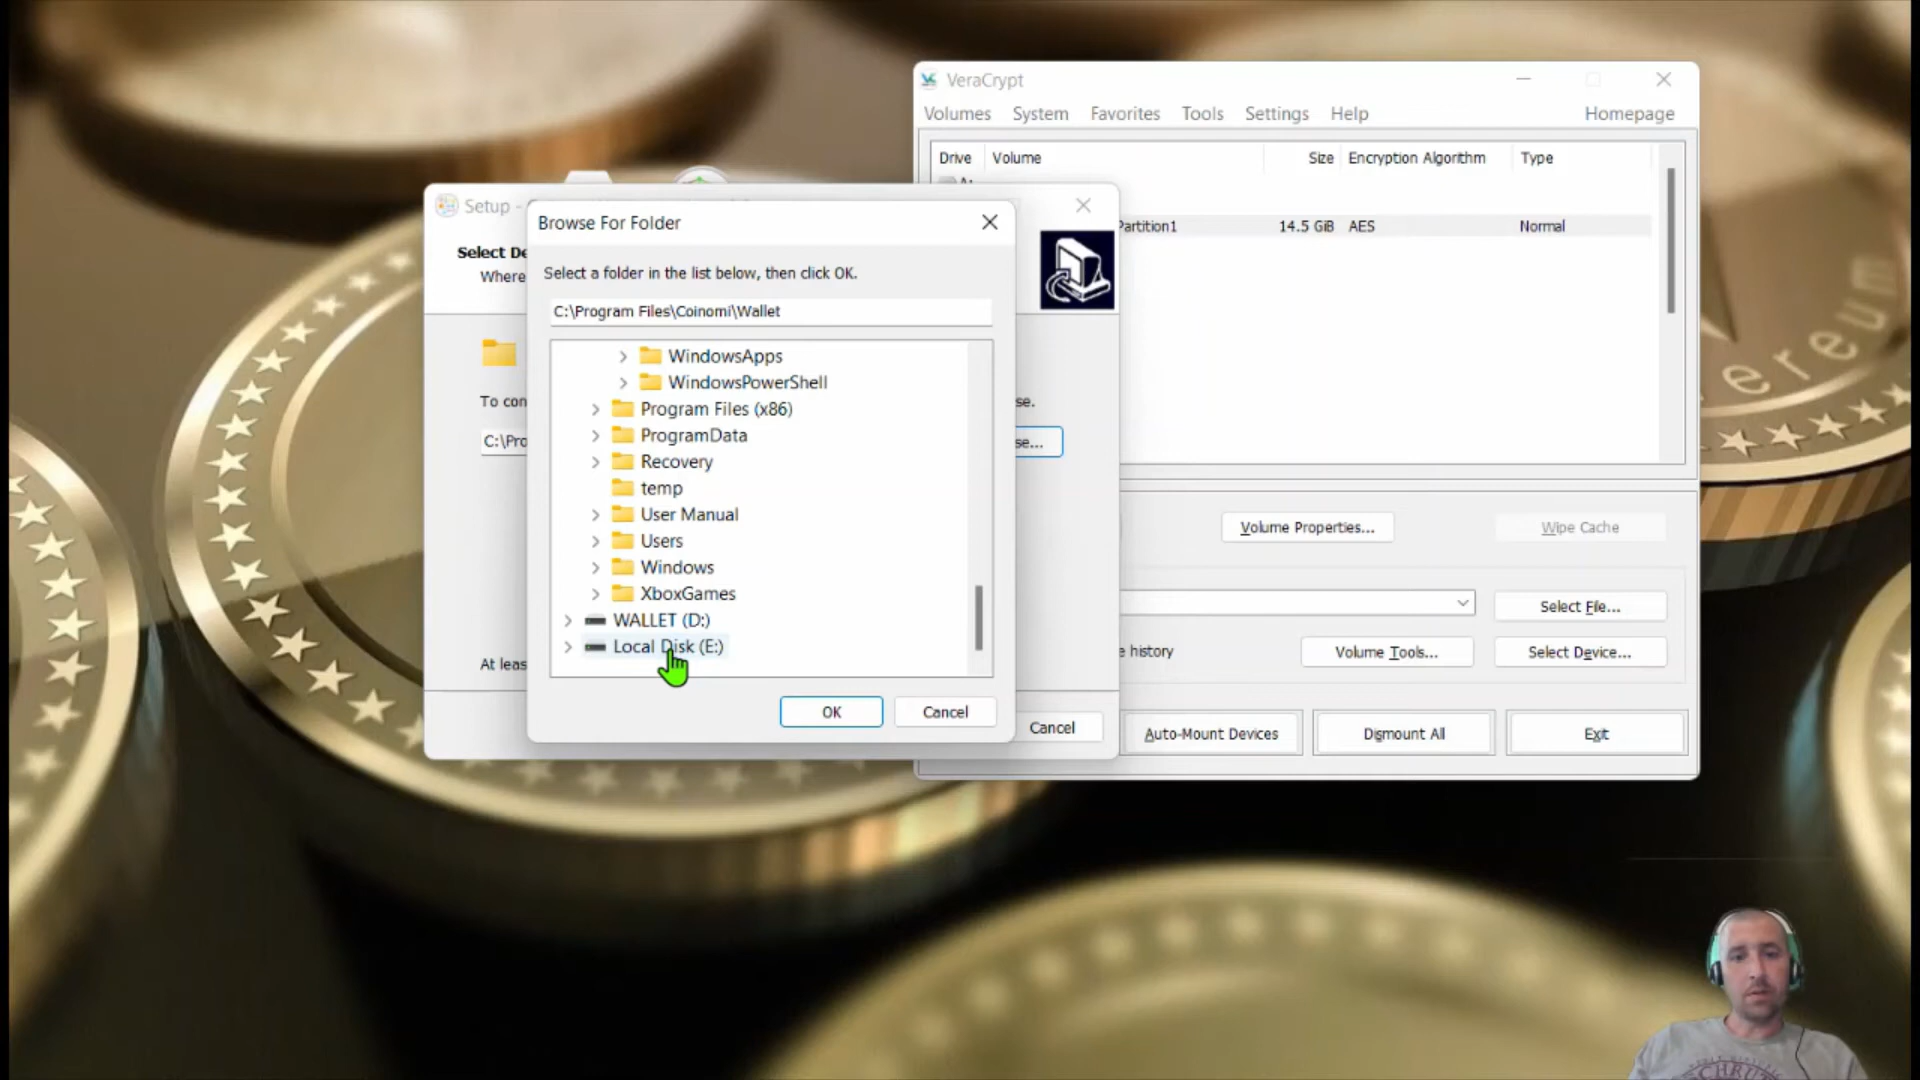 VeraCrypt
Volumes System Favorites Tools Settings Help Homepage
Drive Volume Size Encryption Algorithm Type
A:
Partition1 14.5 GiB AES Normal
Setup -
Select De
Where
To con
C:\Pro
At leas
se.
se...
Cancel
Browse For Folder
Select a folder in the list below, then click OK.
C:\Program Files\Coinomi\Wallet
WindowsApps
WindowsPowerShell
Program Files (x86)
ProgramData
Recovery
temp
User Manual
Users
Windows
XboxGames
WALLET (D:)
Local Disk (E:)
OK Cancel
Volume Properties... Wipe Cache
Select File...
e history Volume Tools... Select Device...
Auto-Mount Devices Dismount All Exit
ereum
SCHRUTE